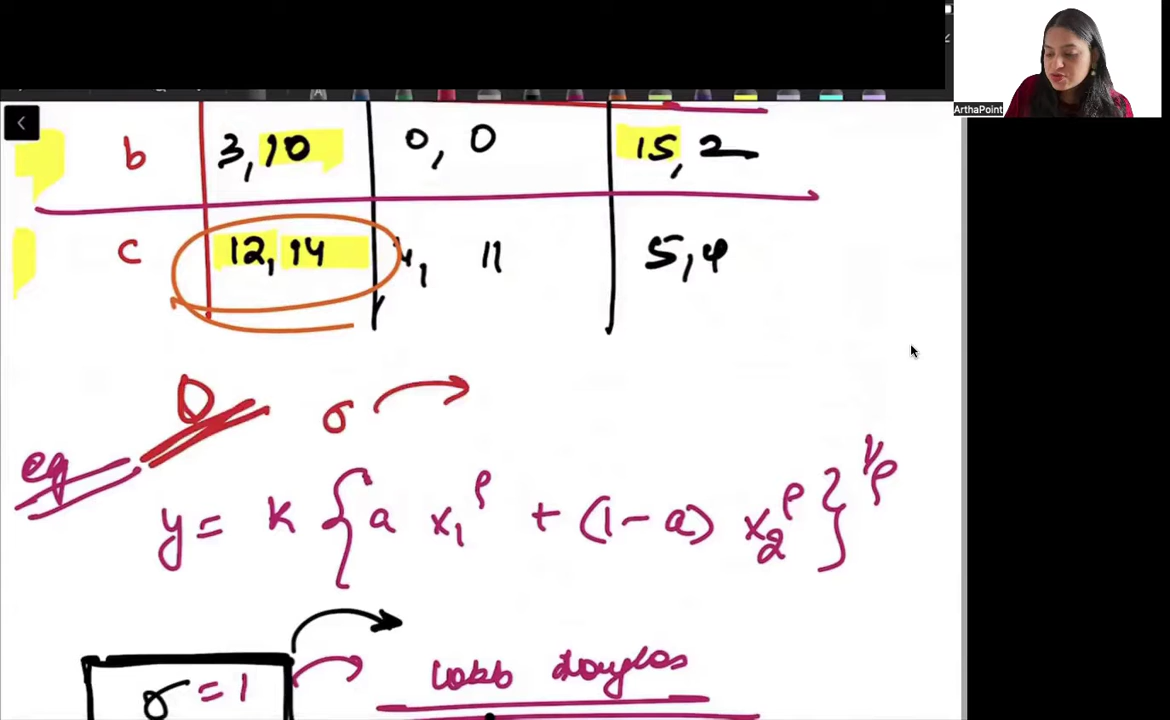 ArthaPoint
b 3, 10 0, 0 15, 2
c 12, 14 4, 11 5, 4
σ
eg
y = k { a x₁^ρ + (1-a) x₂^ρ }^1/ρ
σ = 1
Cobb Douglas